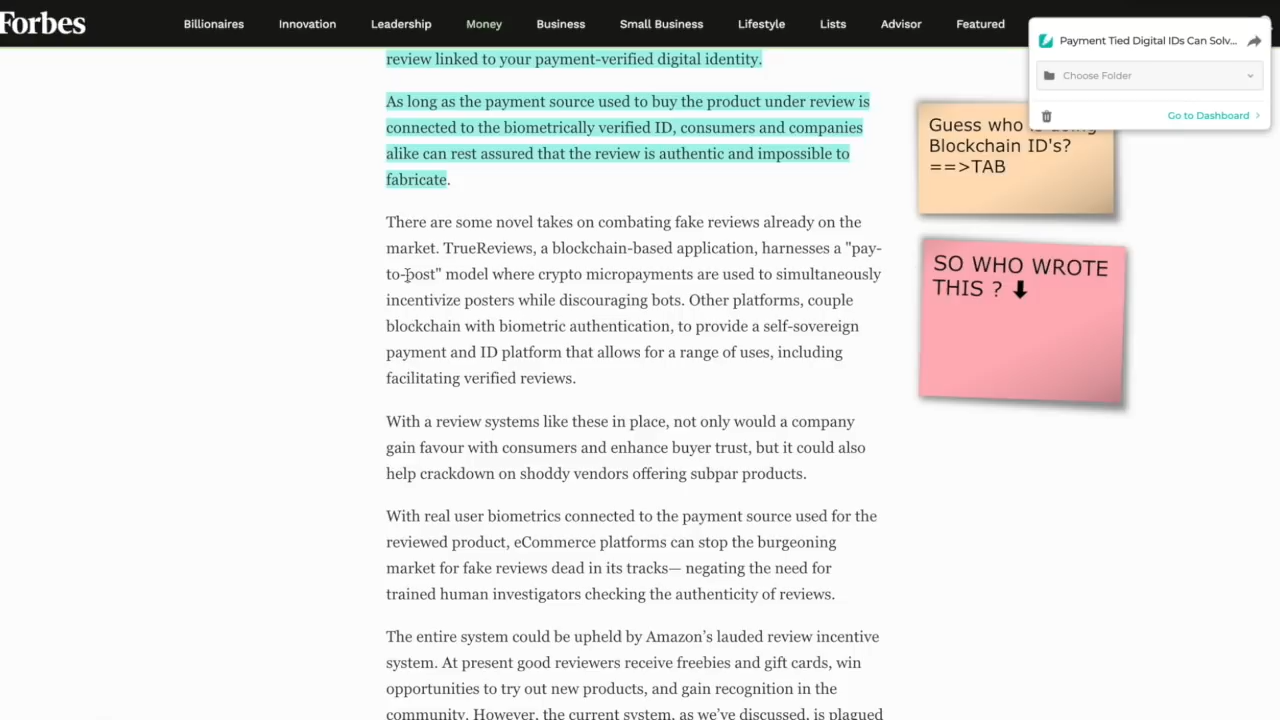 Forbes
Billionaires Innovation Leadership Money Business Small Business Lifestyle Lists Advisor Featured
Payment Tied Digital IDs Can Solv...
Choose Folder
Go to Dashboard
review linked to your payment-verified digital identity.
As long as the payment source used to buy the product under review is
connected to the biometrically verified ID, consumers and companies
alike can rest assured that the review is authentic and impossible to
fabricate.
There are some novel takes on combating fake reviews already on the
market. TrueReviews, a blockchain-based application, harnesses a "pay-
to-post" model where crypto micropayments are used to simultaneously
incentivize posters while discouraging bots. Other platforms, couple
blockchain with biometric authentication, to provide a self-sovereign
payment and ID platform that allows for a range of uses, including
facilitating verified reviews.
With a review systems like these in place, not only would a company
gain favour with consumers and enhance buyer trust, but it could also
help crackdown on shoddy vendors offering subpar products.
With real user biometrics connected to the payment source used for the
reviewed product, eCommerce platforms can stop the burgeoning
market for fake reviews dead in its tracks— negating the need for
trained human investigators checking the authenticity of reviews.
The entire system could be upheld by Amazon’s lauded review incentive
system. At present good reviewers receive freebies and gift cards, win
opportunities to try out new products, and gain recognition in the
community. However, the current system, as we’ve discussed, is plagued
Guess who is using
Blockchain ID's?
==>TAB
SO WHO WROTE
THIS ? ⬇